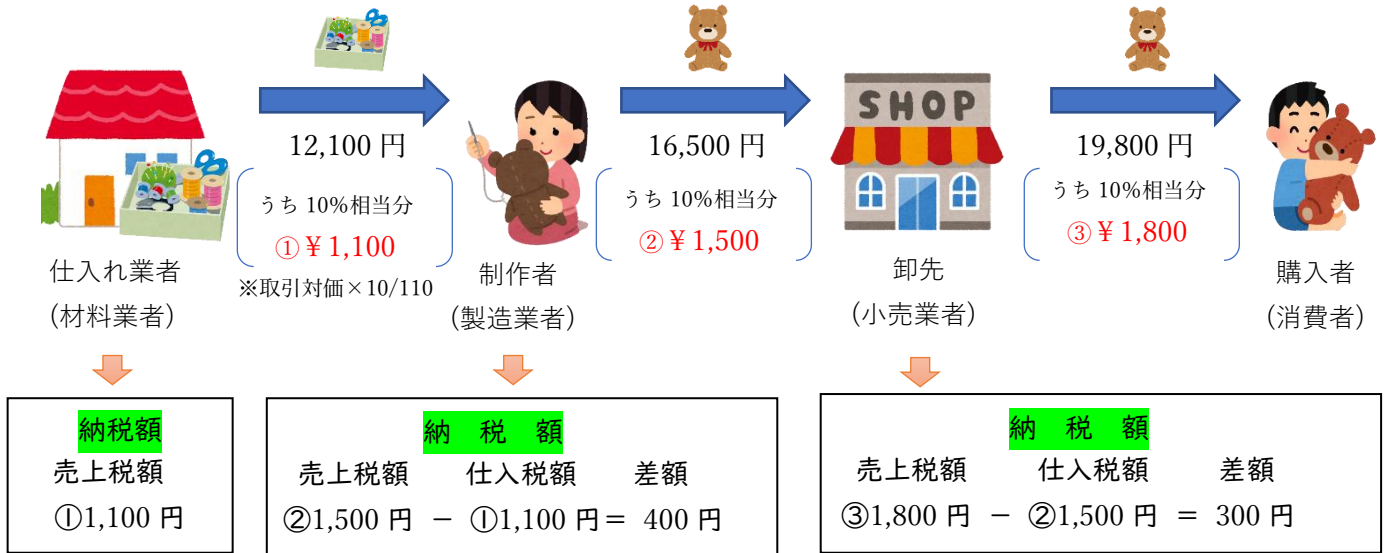 SHOP
12,100 円
うち 10%相当分
①￥1,100
※取引対価×10/110
16,500 円
うち 10%相当分
②￥1,500
19,800 円
うち 10%相当分
③￥1,800
仕入れ業者
(材料業者)
制作者
(製造業者)
卸先
(小売業者)
購入者
(消費者)
納税額
売上税額
①1,100 円
納 税 額
売上税額 仕入税額 差額
②1,500 円 － ①1,100 円＝ 400 円
納 税 額
売上税額 仕入税額 差額
③1,800 円 － ②1,500 円 ＝ 300 円